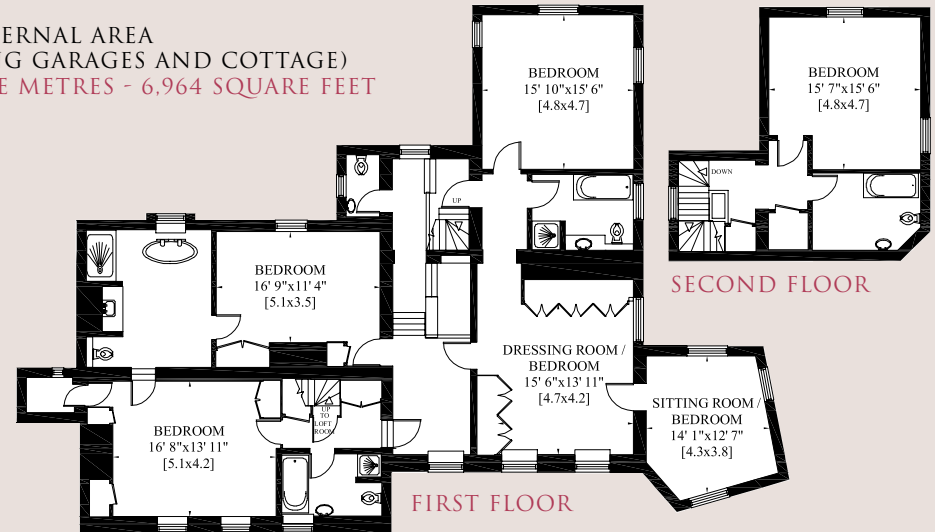 ERNAL AREA
G GARAGES AND COTTAGE)
E METRES - 6,964 SQUARE FEET
BEDROOM
15' 10"x15' 6"
[4.8x4.7]
BEDROOM
15' 7"x15' 6"
[4.8x4.7]
DOWN
UP
SECOND FLOOR
BEDROOM
16' 9"x11' 4"
[5.1x3.5]
DRESSING ROOM /
BEDROOM
15' 6"x13' 11"
[4.7x4.2]
SITTING ROOM /
BEDROOM
14' 1"x12' 7"
[4.3x3.8]
BEDROOM
16' 8"x13' 11"
[5.1x4.2]
UP
TO
LOFT
ROOM
FIRST FLOOR